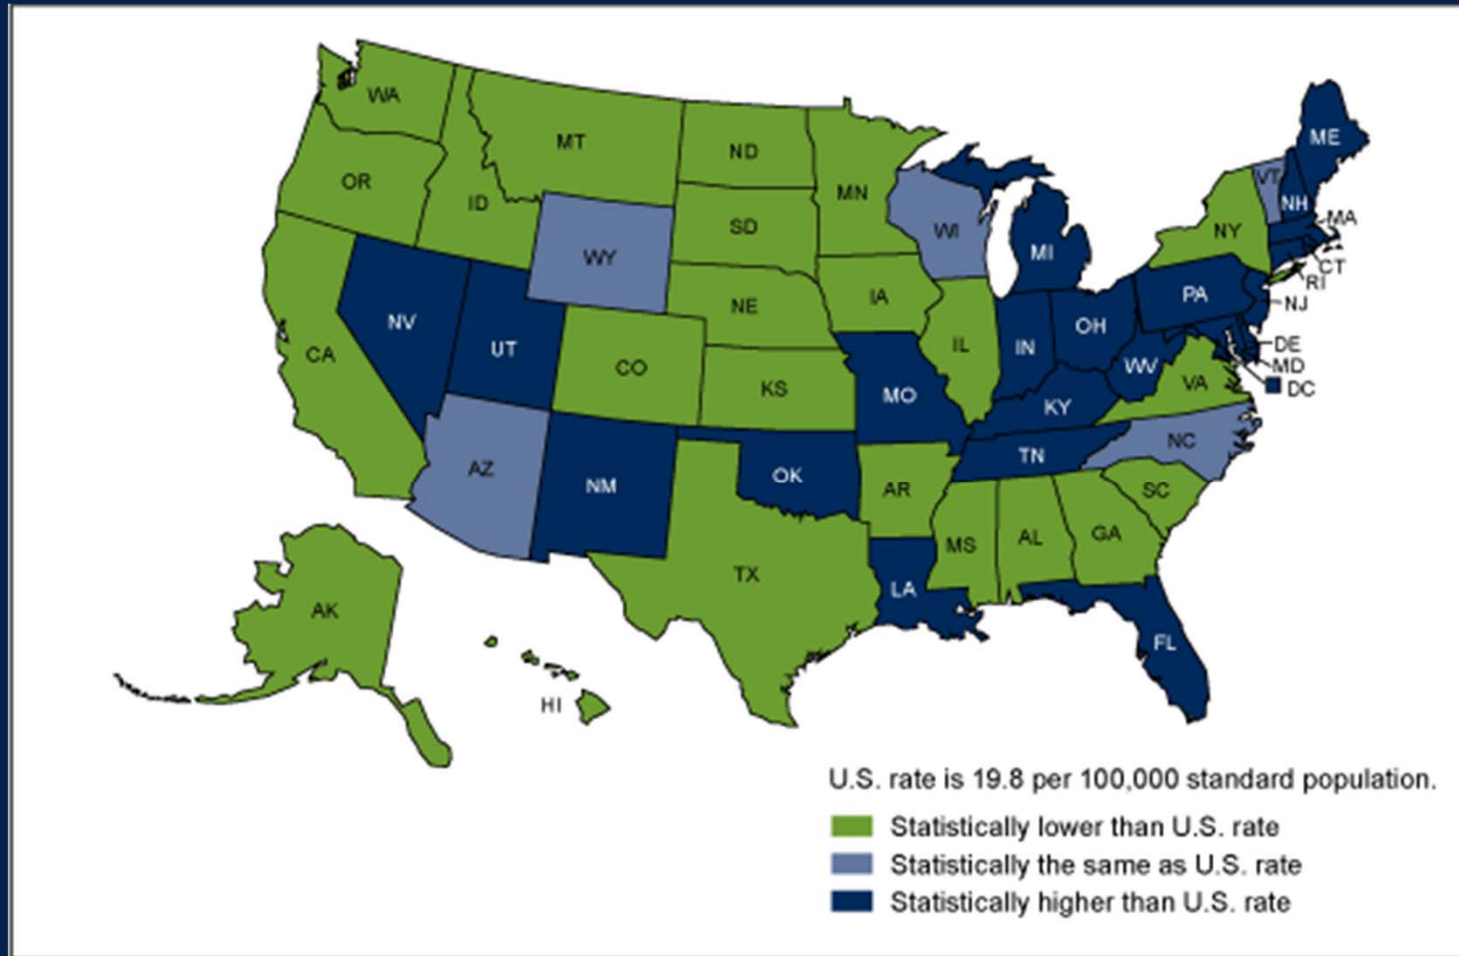 WA
MT
ND
MN
OR
ID
SD
WI
WY
MI
ME
VT
NH
MA
NY
CT
RI
NJ
PA
NE
IA
NV
UT
CA
CO
KS
IL
IN
OH
DE
MD
DC
WV
VA
MO
KY
NC
TN
AZ
NM
OK
AR
SC
MS
AL
GA
TX
LA
AK
FL
HI
U.S. rate is 19.8 per 100,000 standard population.
Statistically lower than U.S. rate
Statistically the same as U.S. rate
Statistically higher than U.S. rate